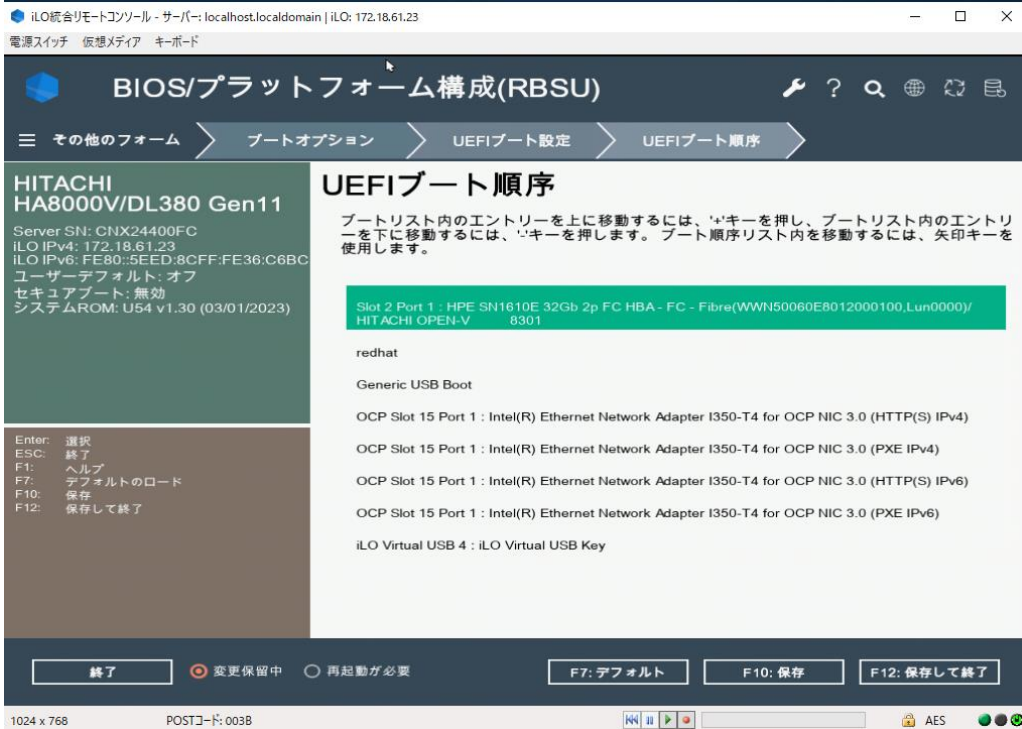 iLO統合リモートコンソール - サーバー: localhost.localdomain | iLO: 172.18.61.23
電源スイッチ 仮想メディア キーボード
BIOS/プラットフォーム構成(RBSU)
その他のフォーム ブートオプション UEFIブート設定 UEFIブート順序
HITACHI
HA8000V/DL380 Gen11
Server SN: CNX24400FC
iLO IPv4: 172.18.61.23
iLO IPv6: FE80::5EED:8CFF:FE36:C6BC
ユーザーデフォルト: オフ
セキュアブート: 無効
システムROM: U54 v1.30 (03/01/2023)
Enter: 選択
ESC: 終了
F1: ヘルプ
F7: デフォルトのロード
F10: 保存
F12: 保存して終了
UEFIブート順序
ブートリスト内のエントリーを上に移動するには、'+'キーを押し、ブートリスト内のエントリ
ーを下に移動するには、'-'キーを押します。 ブート順序リスト内を移動するには、矢印キーを
使用します。
Slot 2 Port 1 : HPE SN1610E 32Gb 2p FC HBA - FC - Fibre(WWN50060E8012000100,Lun0000)/
HITACHI OPEN-V 8301
redhat
Generic USB Boot
OCP Slot 15 Port 1 : Intel(R) Ethernet Network Adapter I350-T4 for OCP NIC 3.0 (HTTP(S) IPv4)
OCP Slot 15 Port 1 : Intel(R) Ethernet Network Adapter I350-T4 for OCP NIC 3.0 (PXE IPv4)
OCP Slot 15 Port 1 : Intel(R) Ethernet Network Adapter I350-T4 for OCP NIC 3.0 (HTTP(S) IPv6)
OCP Slot 15 Port 1 : Intel(R) Ethernet Network Adapter I350-T4 for OCP NIC 3.0 (PXE IPv6)
iLO Virtual USB 4 : iLO Virtual USB Key
終了 変更保留中 再起動が必要 F7: デフォルト F10: 保存 F12: 保存して終了
1024 x 768 POSTコード: 003B AES